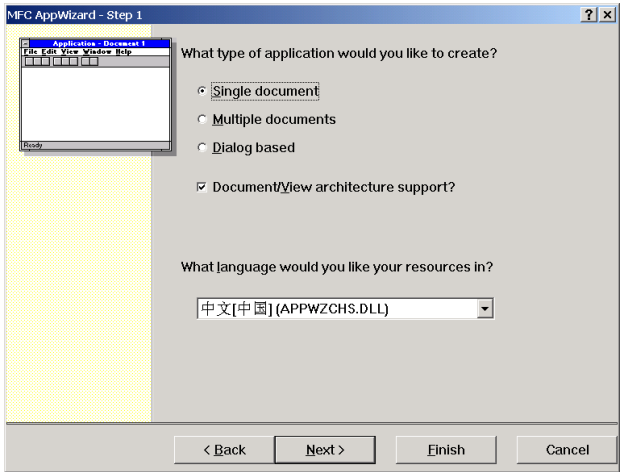 MFC AppWizard - Step 1
Application - Document 1
File Edit View Window Help
Ready
What type of application would you like to create?
Single document
Multiple documents
Dialog based
Document/View architecture support?
What language would you like your resources in?
中文[中国] (APPWZCHS.DLL)
< Back Next > Finish Cancel